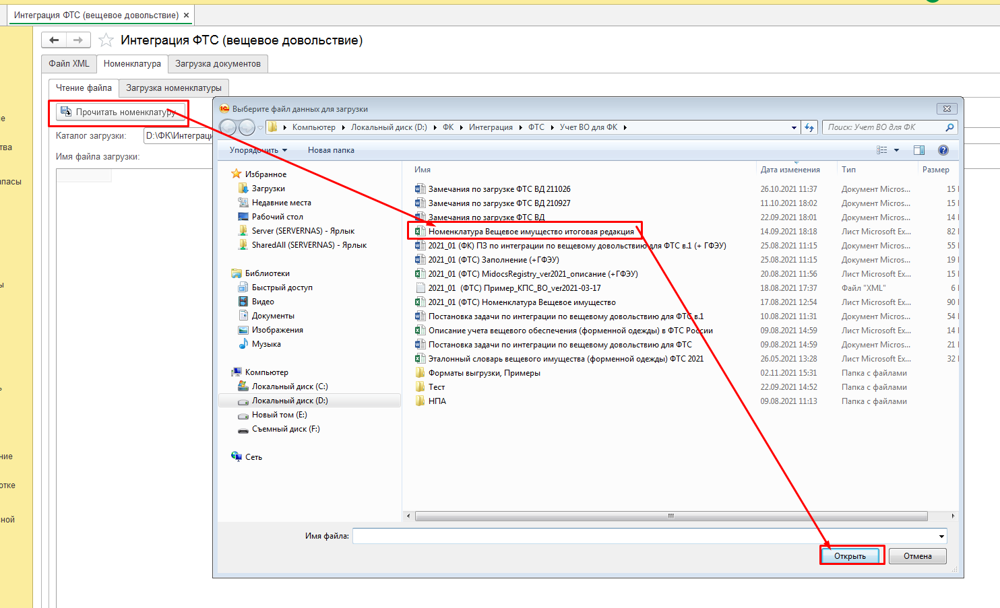 Интеграция ФТС (вещевое довольствие) ×
Интеграция ФТС (вещевое довольствие)
Файл XML Номенклатура Загрузка документов
Чтение файла Загрузка номенклатуры
Прочитать номенклатуру
Каталог загрузки: D:\ФК\Интеграци
Имя файла загрузки:
е
тва
апасы
ы
ь
ние
отке
ной
Выберите файл данных для загрузки
Компьютер Локальный диск (D:) ФК Интеграция ФТС Учет ВО для ФК Поиск: Учет ВО для ФК
Упорядочить Новая папка
Избранное
Загрузки
Недавние места
Рабочий стол
Server (SERVERNAS) - Ярлык
SharedAll (SERVERNAS) - Ярлык
Библиотеки
Быстрый доступ
Видео
Документы
Изображения
Музыка
Компьютер
Локальный диск (C:)
Локальный диск (D:)
Новый том (E:)
Съемный диск (F:)
Сеть
Имя Дата изменения Тип Размер
Замечания по загрузке ФТС ВД 211026 26.10.2021 11:37 Документ Micros... 15
Замечания по загрузке ФТС ВД 210927 11.10.2021 18:02 Документ Micros... 15
Замечания по загрузке ФТС ВД 22.09.2021 18:01 Документ Micros... 14
Номенклатура Вещевое имущество итоговая редакция 14.09.2021 18:18 Лист Microsoft Ex... 82
2021_01 (ФК) ПЗ по интеграции по вещевому довольствию для ФТС в.1 (+ ГФЭУ) 25.08.2021 11:15 Документ Micros... 55
2021_01 (ФТС) Заполнение (+ГФЭУ) 25.08.2021 11:15 Документ Micros... 19
2021_01 (ФТС) MidocsRegistry_ver2021_описание (+ГФЭУ) 20.08.2021 11:56 Лист Microsoft Ex... 15
2021_01 (ФТС) Пример_КПС_ВО_ver2021-03-17 18.08.2021 17:37 Файл "XML" 6
2021_01 (ФТС) Номенклатура Вещевое имущество 17.08.2021 12:54 Лист Microsoft Ex... 90
Постановка задачи по интеграции по вещевому довольствию для ФТС в.1 10.08.2021 11:31 Документ Micros... 54
Описание учета вещевого обеспечения (форменной одежды) в ФТС России 09.08.2021 14:59 Лист Microsoft Ex... 14
Постановка задачи по интеграции по вещевому довольствию для ФТС 09.08.2021 14:59 Документ Micros... 21
Эталонный словарь вещевого имущества (форменной одежды) ФТС 2021 26.05.2021 13:28 Лист Microsoft Ex... 32
Форматы выгрузки, Примеры 02.11.2021 15:31 Папка с файлами
Тест 22.09.2021 14:52 Папка с файлами
НПА 09.08.2021 11:13 Папка с файлами
Имя файла:
Открыть Отмена